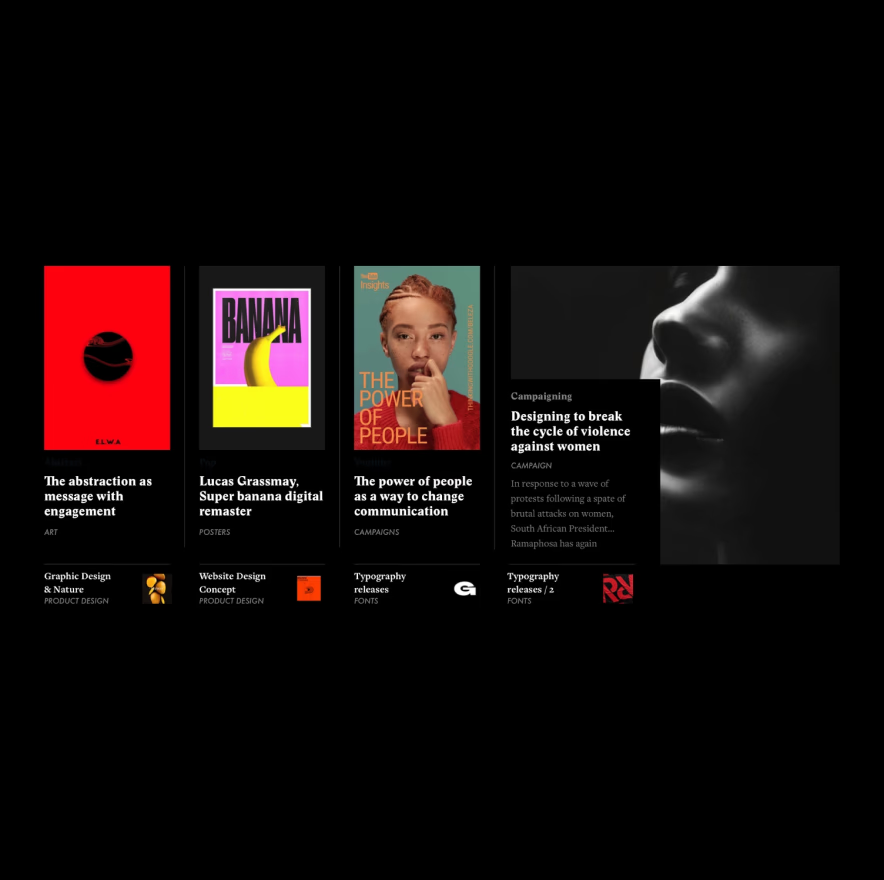 E.L.W.A
The abstraction as
message with
engagement
ART
BANANA
Lucas Grassmay,
Super banana digital
remaster
POSTERS
You Tube
Insights
THE
POWER
OF
PEOPLE
The power of people
as a way to change
communication
CAMPAIGNS
Campaigning
Designing to break
the cycle of violence
against women
CAMPAIGN
In response to a wave of
protests following a spate of
brutal attacks on women,
South African President...
Ramaphosa has again
Graphic Design
& Nature
PRODUCT DESIGN
Website Design
Concept
PRODUCT DESIGN
Typography
releases
FONTS
G
Typography
releases / 2
FONTS